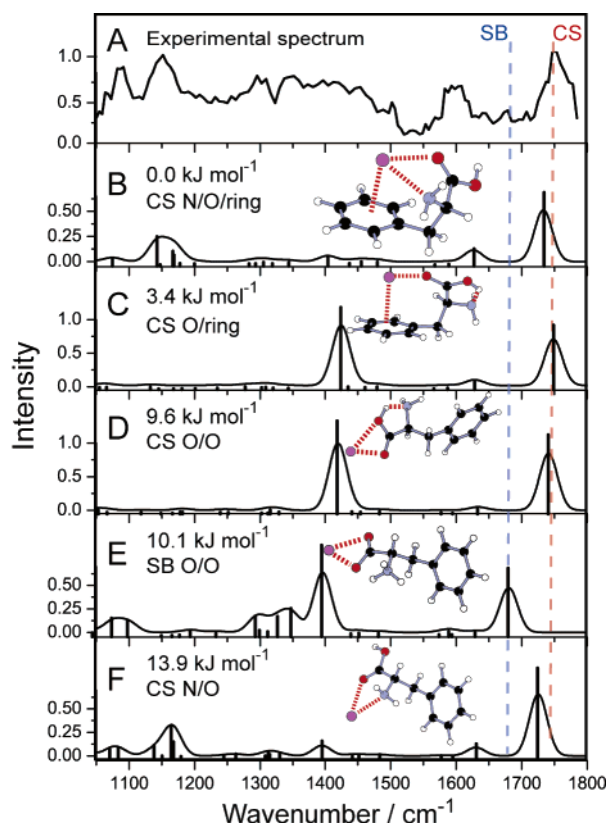 A Experimental spectrum SB CS
1.0
0.5
0.0
B 0.0 kJ mol⁻¹
CS N/O/ring
0.50
0.25
0.00
C 3.4 kJ mol⁻¹
CS O/ring
1.0
0.5
0.0
D 9.6 kJ mol⁻¹
CS O/O
1.0
0.5
0.0
E 10.1 kJ mol⁻¹
SB O/O
0.50
0.25
0.00
F 13.9 kJ mol⁻¹
CS N/O
0.50
0.25
0.00
Intensity
1100 1200 1300 1400 1500 1600 1700 1800
Wavenumber / cm⁻¹